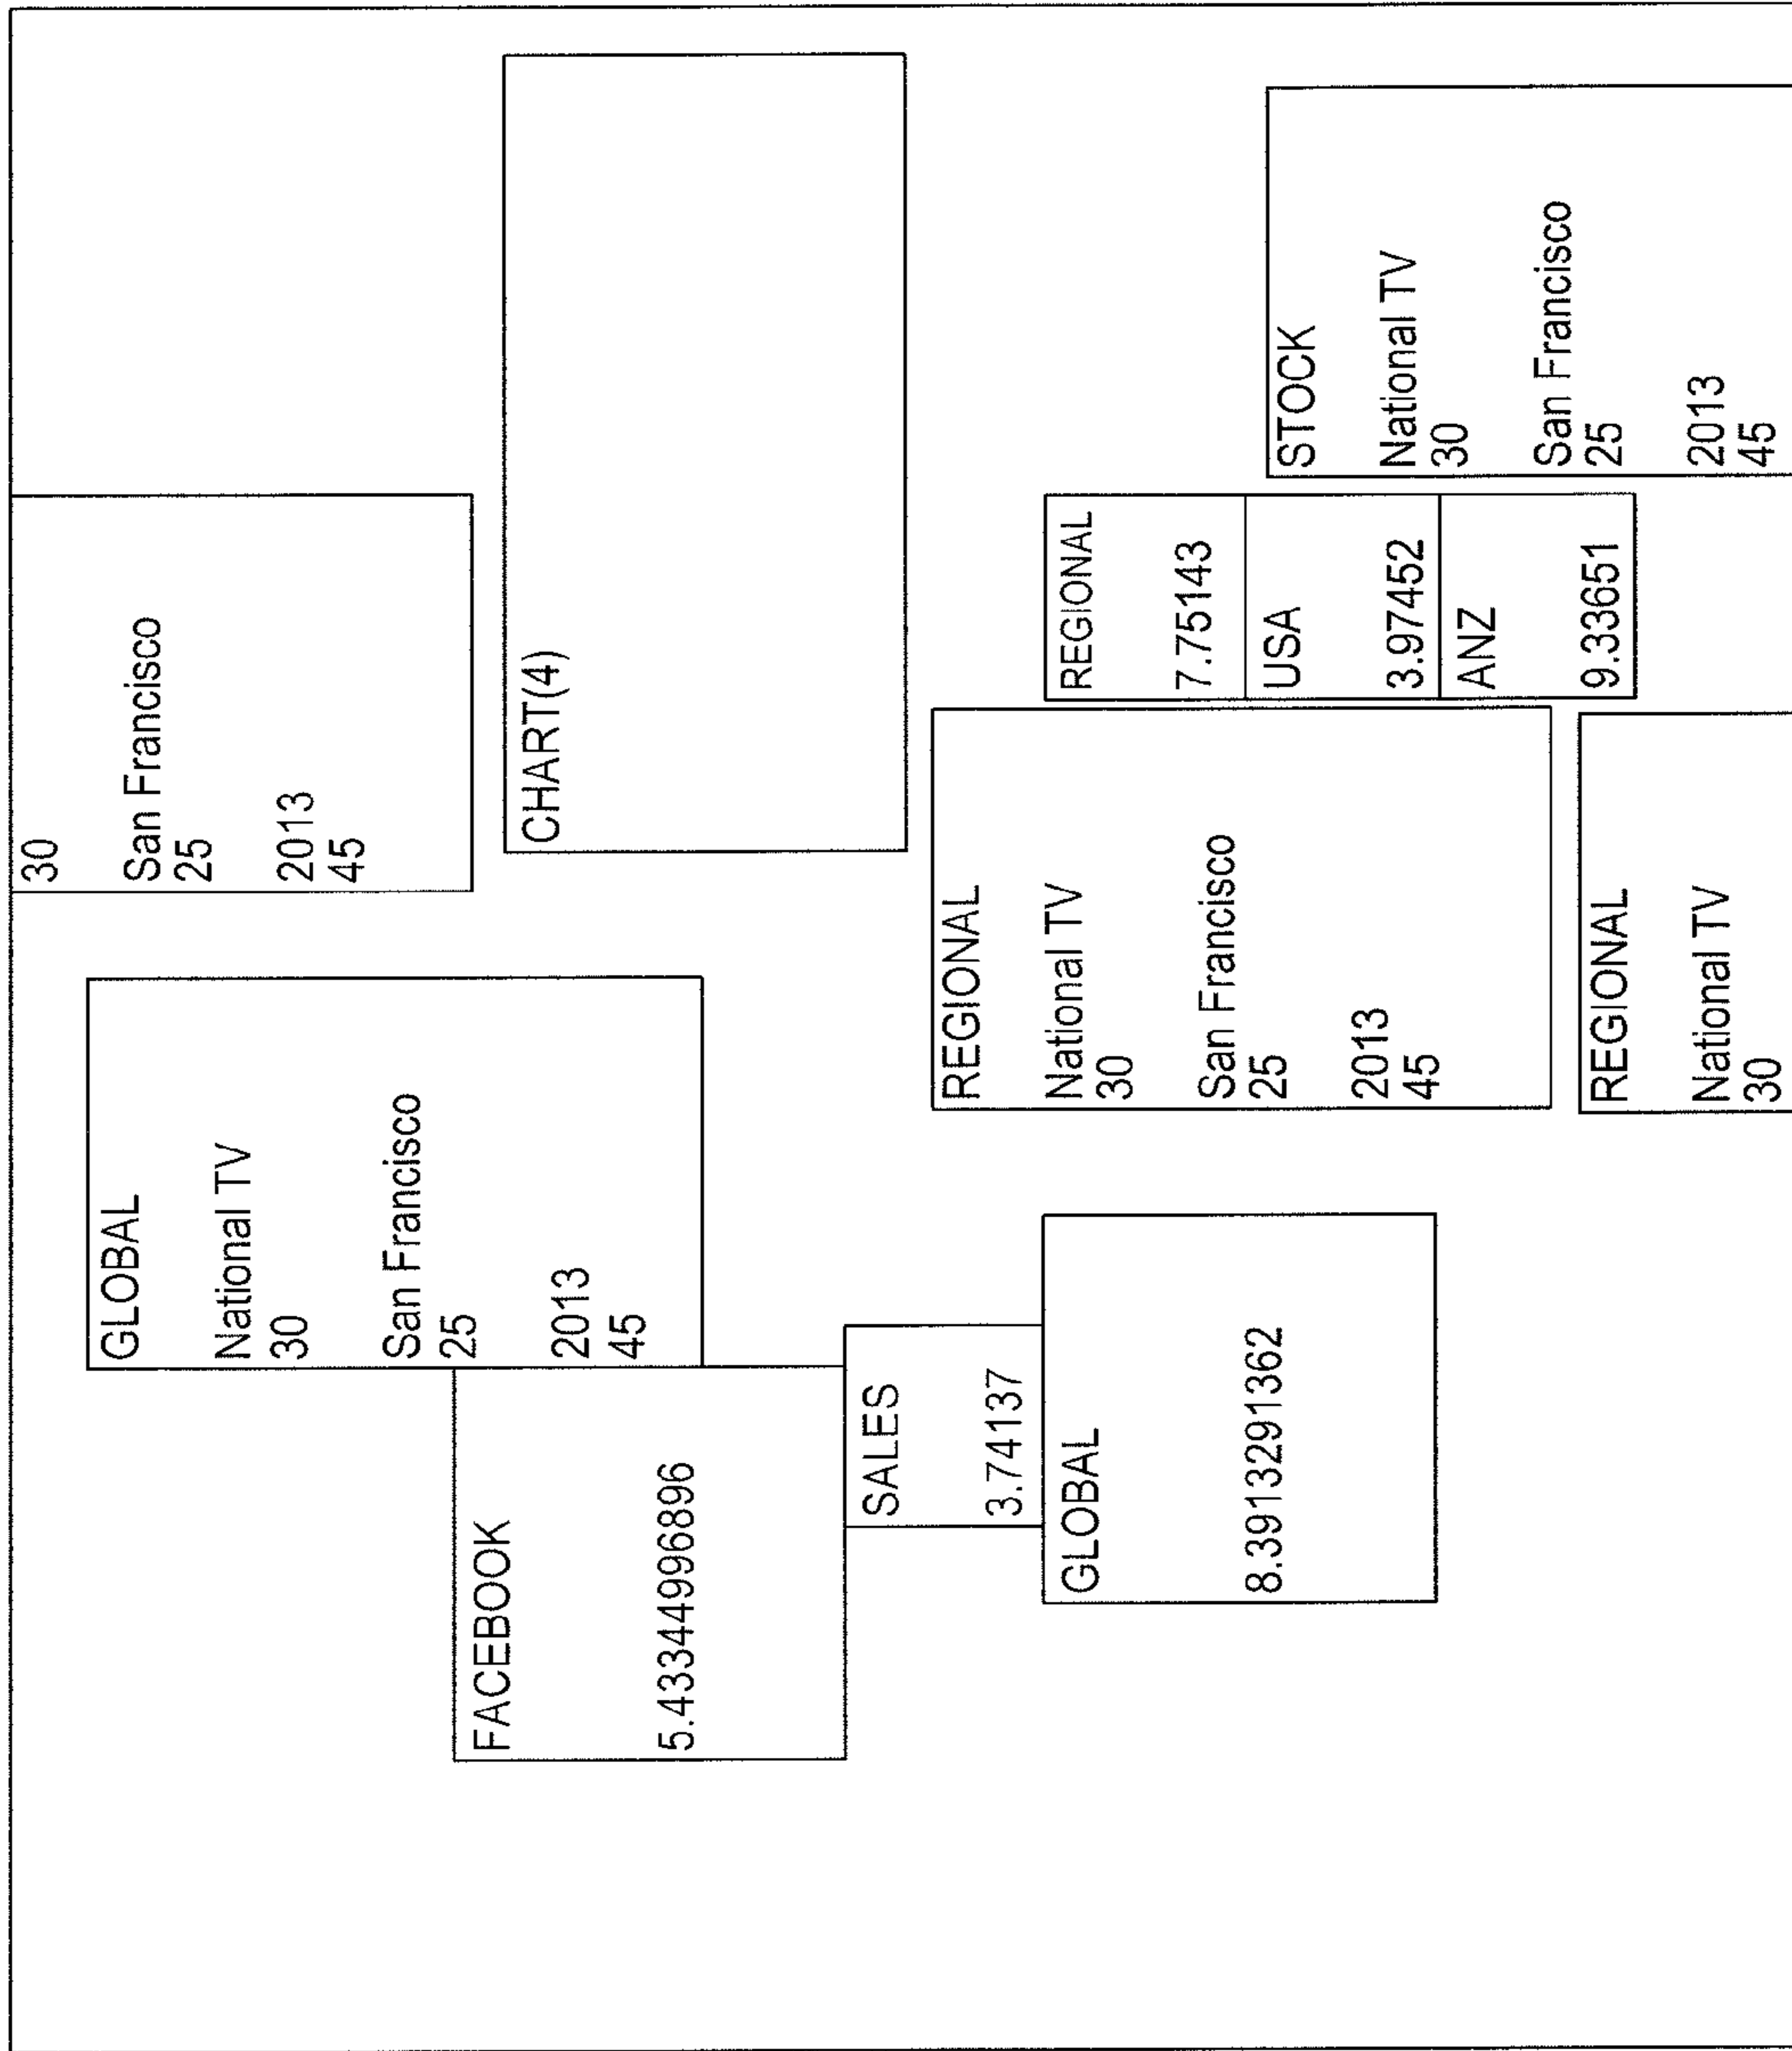 30
San Francisco
25
2013
45
GLOBAL
National TV
30
San Francisco
25
2013
45
FACEBOOK
5.4334496896
CHART(4)
SALES
3.74137
GLOBAL
8.3913291362
REGIONAL
National TV
30
San Francisco
25
2013
45
REGIONAL
7.75143
USA
3.97452
ANZ
9.33651
STOCK
National TV
30
San Francisco
25
2013
45
REGIONAL
National TV
30